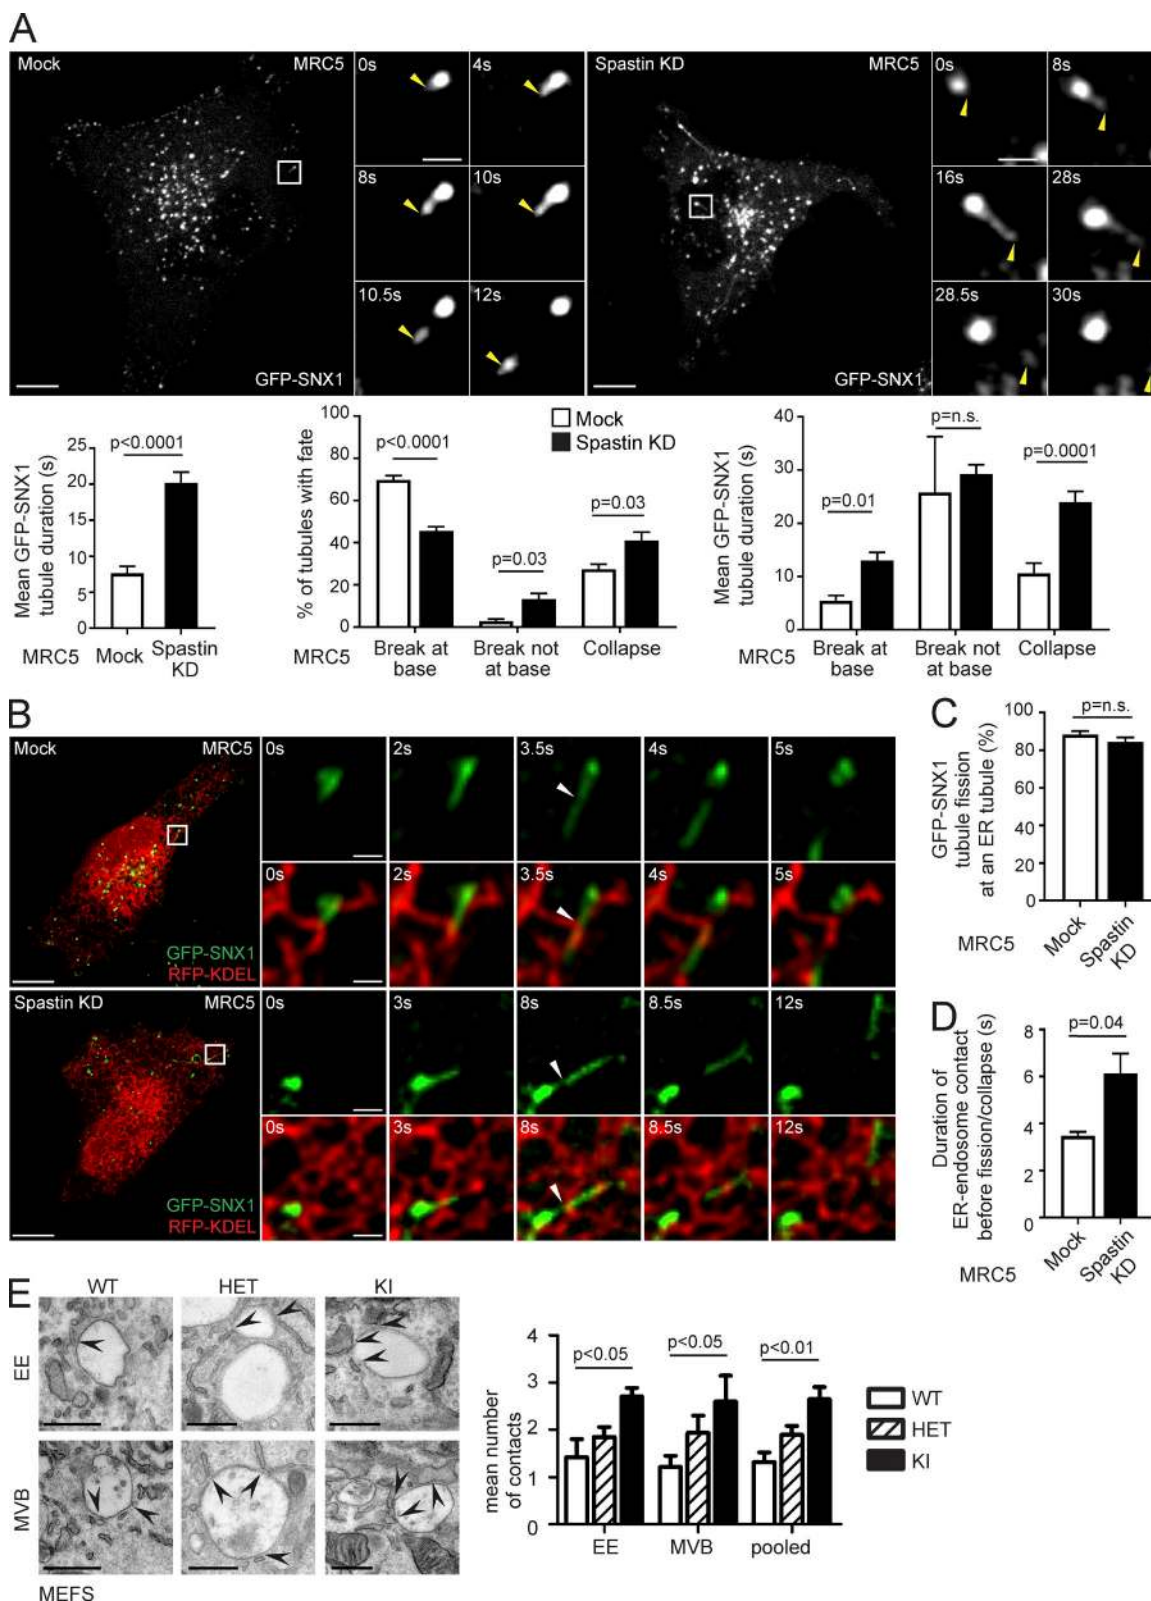 A
Mock
MRC5
GFP-SNX1
0s
4s
8s
10s
10.5s
12s
Spastin KD
MRC5
GFP-SNX1
0s
8s
16s
28s
28.5s
30s
Mean GFP-SNX1
tubule duration (s)
25
20
15
10
5
0
p<0.0001
MRC5
Mock
Spastin
KD
% of tubules with fate
100
80
60
40
20
0
p<0.0001
p=0.03
p=0.03
Mock
Spastin KD
MRC5
Break at
base
Break not
at base
Collapse
Mean GFP-SNX1
tubule duration (s)
40
30
20
10
0
p=0.01
p=n.s.
p=0.0001
MRC5
Break at
base
Break not
at base
Collapse
B
Mock
MRC5
GFP-SNX1
RFP-KDEL
0s
2s
3.5s
4s
5s
0s
2s
3.5s
4s
5s
Spastin KD
MRC5
GFP-SNX1
RFP-KDEL
0s
3s
8s
8.5s
12s
0s
3s
8s
8.5s
12s
C
GFP-SNX1
tubule fission
at an ER tubule (%)
100
80
60
40
20
0
p=n.s.
MRC5
Mock
Spastin
KD
D
Duration of
ER-endosome contact
before fission/collapse (s)
8
6
4
2
0
p=0.04
MRC5
Mock
Spastin
KD
E
WT
HET
KI
EE
MVB
MEFS
mean number
of contacts
4
3
2
1
0
p<0.05
p<0.05
p<0.01
EE
MVB
pooled
WT
HET
KI